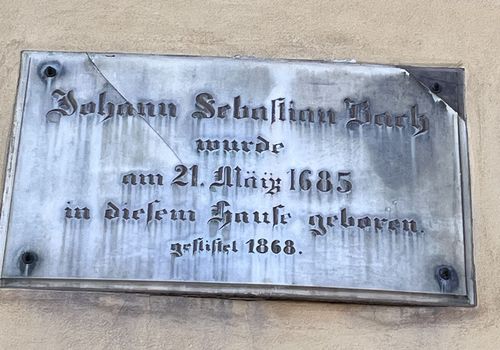 Johann Sebastian Bach
wurde
am 21. März 1685
in diesem Hause geboren.
gestiftet 1868.